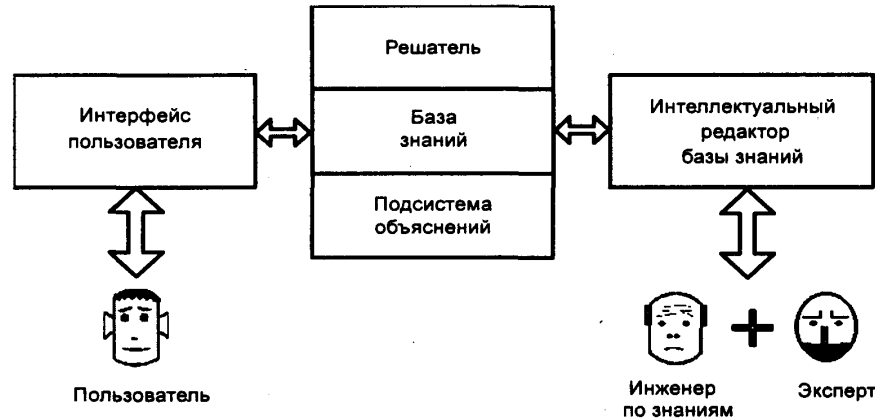 Решатель
Интерфейс
пользователя
База
знаний
Интеллектуальный
редактор
базы знаний
Подсистема
объяснений
Пользователь
Инженер
по знаниям
Эксперт